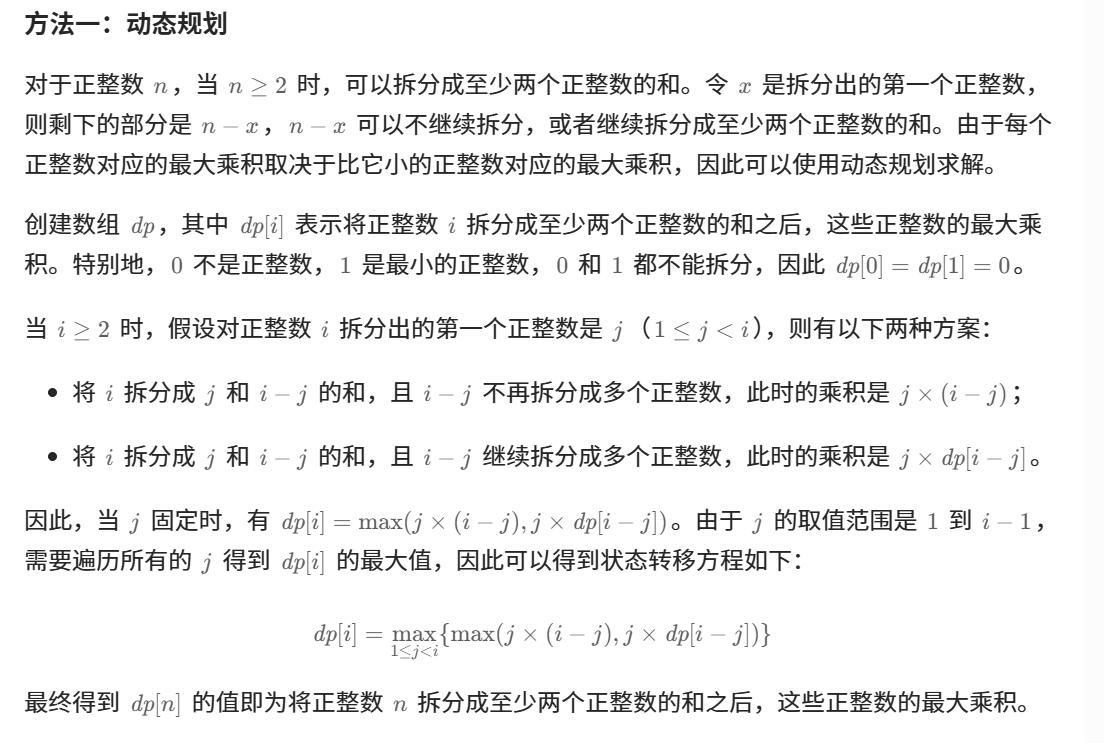 方法一：动态规划
对于正整数 n，当 n ≥ 2 时，可以拆分成至少两个正整数的和。令 x 是拆分出的第一个正整数，
则剩下的部分是 n − x，n − x 可以不继续拆分，或者继续拆分成至少两个正整数的和。由于每个
正整数对应的最大乘积取决于比它小的正整数对应的最大乘积，因此可以使用动态规划求解。
创建数组 dp，其中 dp[i] 表示将正整数 i 拆分成至少两个正整数的和之后，这些正整数的最大乘
积。特别地，0 不是正整数，1 是最小的正整数，0 和 1 都不能拆分，因此 dp[0] = dp[1] = 0。
当 i ≥ 2 时，假设对正整数 i 拆分出的第一个正整数是 j（1 ≤ j < i），则有以下两种方案：
• 将 i 拆分成 j 和 i − j 的和，且 i − j 不再拆分成多个正整数，此时的乘积是 j × (i − j)；
• 将 i 拆分成 j 和 i − j 的和，且 i − j 继续拆分成多个正整数，此时的乘积是 j × dp[i − j]。
因此，当 j 固定时，有 dp[i] = max(j × (i − j), j × dp[i − j])。由于 j 的取值范围是 1 到 i − 1，
需要遍历所有的 j 得到 dp[i] 的最大值，因此可以得到状态转移方程如下：
dp[i] = max{max(j × (i − j), j × dp[i − j])}
1≤j<i
最终得到 dp[n] 的值即为将正整数 n 拆分成至少两个正整数的和之后，这些正整数的最大乘积。